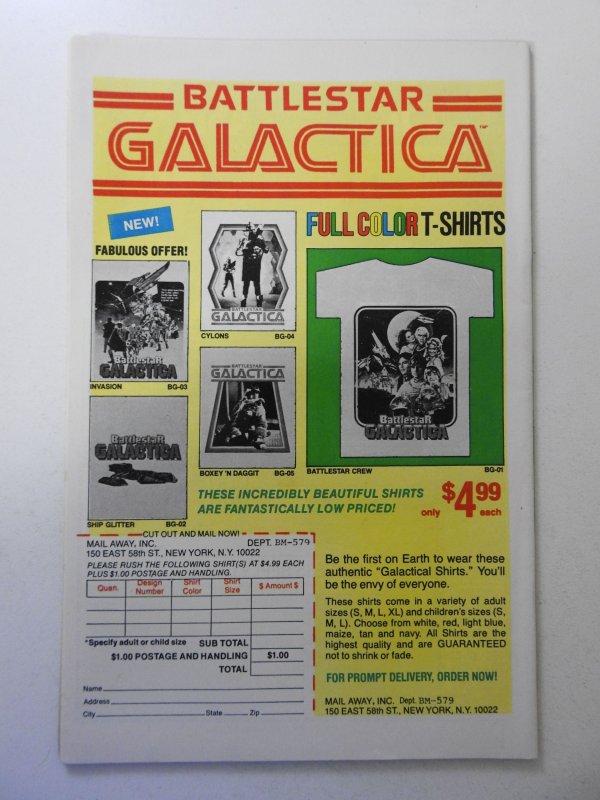 BATTLESTAR
GALACTICA™
NEW!
FABULOUS OFFER!
FULL COLOR T-SHIRTS
BATTLESTAR
GALACTICA
CYLONS BG-04
Battlestar
GALACTICA
INVASION BG-03
BATTLESTAR
GALACTICA
BOXEY 'N DAGGIT BG-05
Battlestar
GALACTICA
SHIP GLITTER BG-02
Battlestar
GALACTICA
BATTLESTAR CREW BG-01
THESE INCREDIBLY BEAUTIFUL SHIRTS
ARE FANTASTICALLY LOW PRICED!
only $4.99 each
CUT OUT AND MAIL NOW!
MAIL AWAY, INC. DEPT. BM-579
150 EAST 58th ST., NEW YORK, N.Y. 10022
PLEASE RUSH THE FOLLOWING SHIRT(S) AT $4.99 EACH
PLUS $1.00 POSTAGE AND HANDLING.
Quan. Design Number Shirt Color Shirt Size $ Amount $
*Specify adult or child size SUB TOTAL
$1.00 POSTAGE AND HANDLING $1.00
TOTAL
Name
Address
City State Zip
Be the first on Earth to wear these
authentic "Galactical Shirts." You'll
be the envy of everyone.
These shirts come in a variety of adult
sizes (S, M, L, XL) and children's sizes (S,
M, L). Choose from white, red, light blue,
maize, tan and navy. All Shirts are the
highest quality and are GUARANTEED
not to shrink or fade.
FOR PROMPT DELIVERY, ORDER NOW!
MAIL AWAY, INC. Dept. BM-579
150 EAST 58th ST., NEW YORK, N.Y. 10022